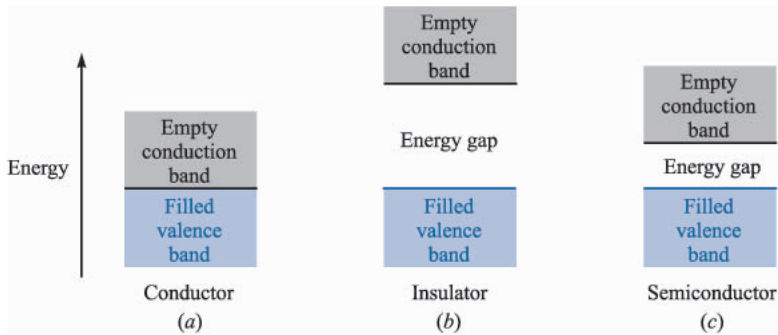 Energy
Empty
conduction
band
Filled
valence
band
Conductor
(a)
Empty
conduction
band
Energy gap
Filled
valence
band
Insulator
(b)
Empty
conduction
band
Energy gap
Filled
valence
band
Semiconductor
(c)